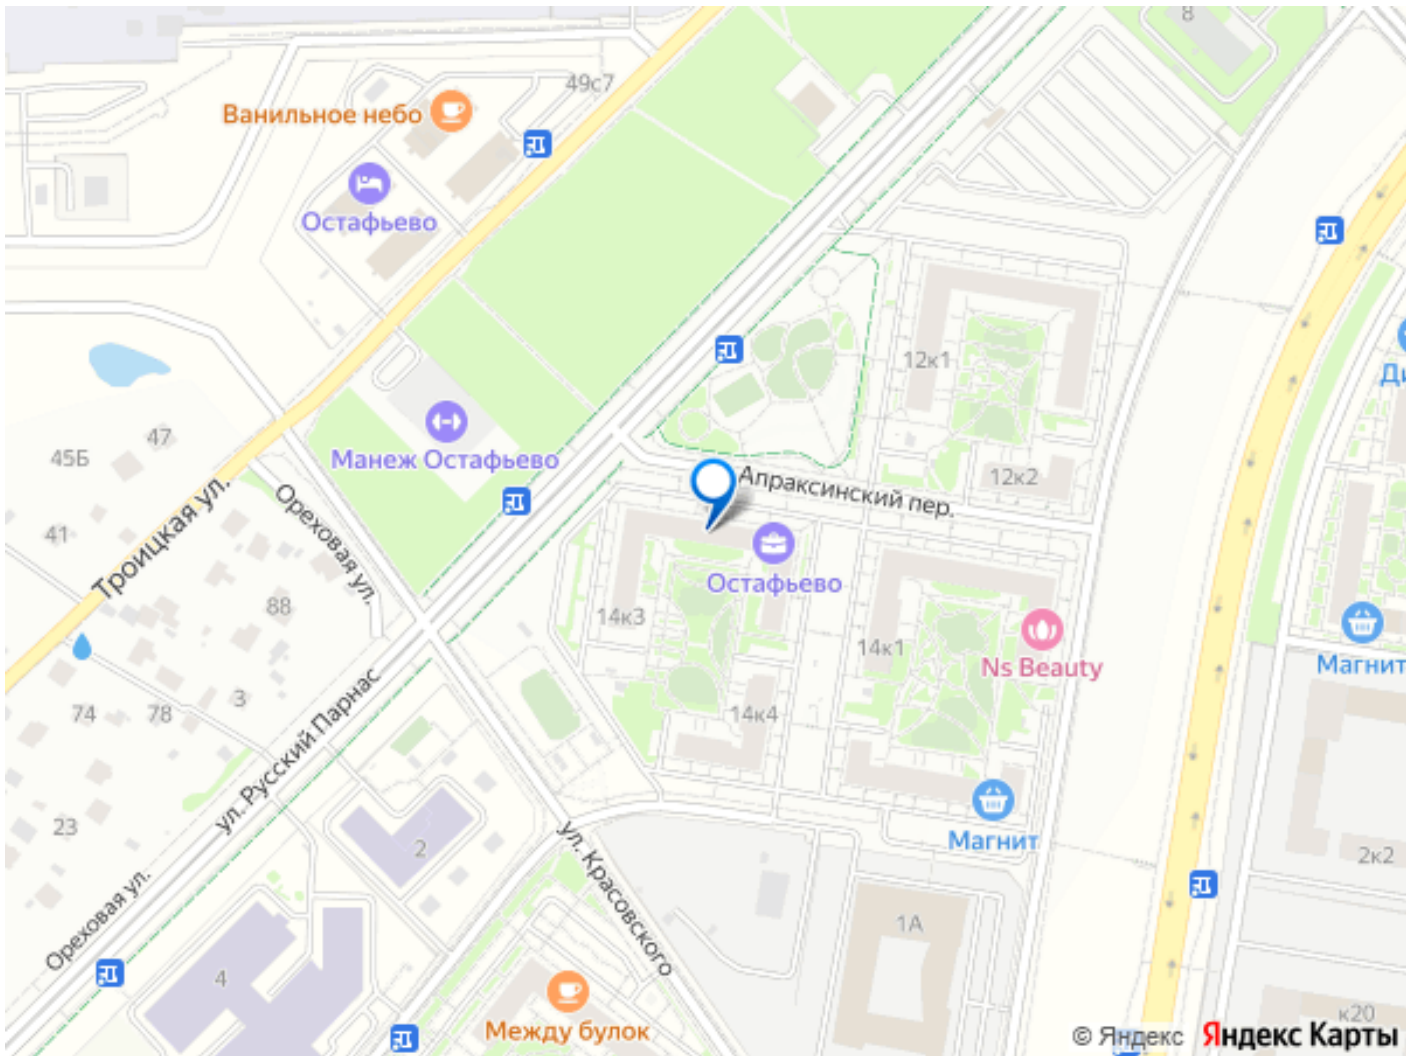 8
49с7
Ванильное небо
Остафьево
12к1
Ди
47
45Б
Манеж Остафьево
12к2
Апраксинский пер.
Троицкая ул.
Ореховая ул.
41
Остафьево
88
14к3
14к1
Ns Beauty
Магнит
3
74
78
14к4
ул. Русский Парнас
23
2
Магнит
2к2
ул. Красовского
Ореховая ул.
1А
4
к20
Между булок
© Яндекс Яндекс Карты